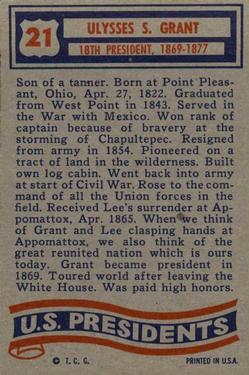 21
ULYSSES S. GRANT
18TH PRESIDENT, 1869-1877
Son of a tanner. Born at Point Pleas-
ant, Ohio, Apr. 27, 1822. Graduated
from West Point in 1843. Served in
the War with Mexico. Won rank of
captain because of bravery at the
storming of Chapultepec. Resigned
from army in 1854. Pioneered on a
tract of land in the wilderness. Built
own log cabin. Went back into army
at start of Civil War. Rose to the com-
mand of all the Union forces in the
field. Received Lee's surrender at Ap-
pomattox, Apr. 1865. When we think
of Grant and Lee clasping hands at
Appomattox, we also think of the
great reunited nation which is ours
today. Grant became president in
1869. Toured world after leaving the
White House. Was paid high honors.
U.S. PRESIDENTS
© T. C. G.
PRINTED IN U.S.A.